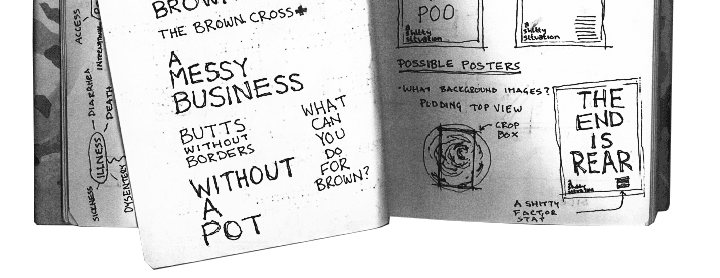 ACCESS
DIARRHEA
DEATH
ILLNESS
SICKNESS
DYSENTERY
THE BROWN CROSS
A
MESSY
BUSINESS
BUTTS
WITHOUT
BORDERS
WHAT
CAN
YOU
DO
FOR
BROWN?
WITHOUT
A
POT
POO
A
shitty
situation
A
shitty
situation
POSSIBLE POSTERS
- WHAT BACKGROUND IMAGES?
PUDDING TOP VIEW
CROP
BOX
THE
END
IS
REAR
A SHITTY
FACTOR
STAT